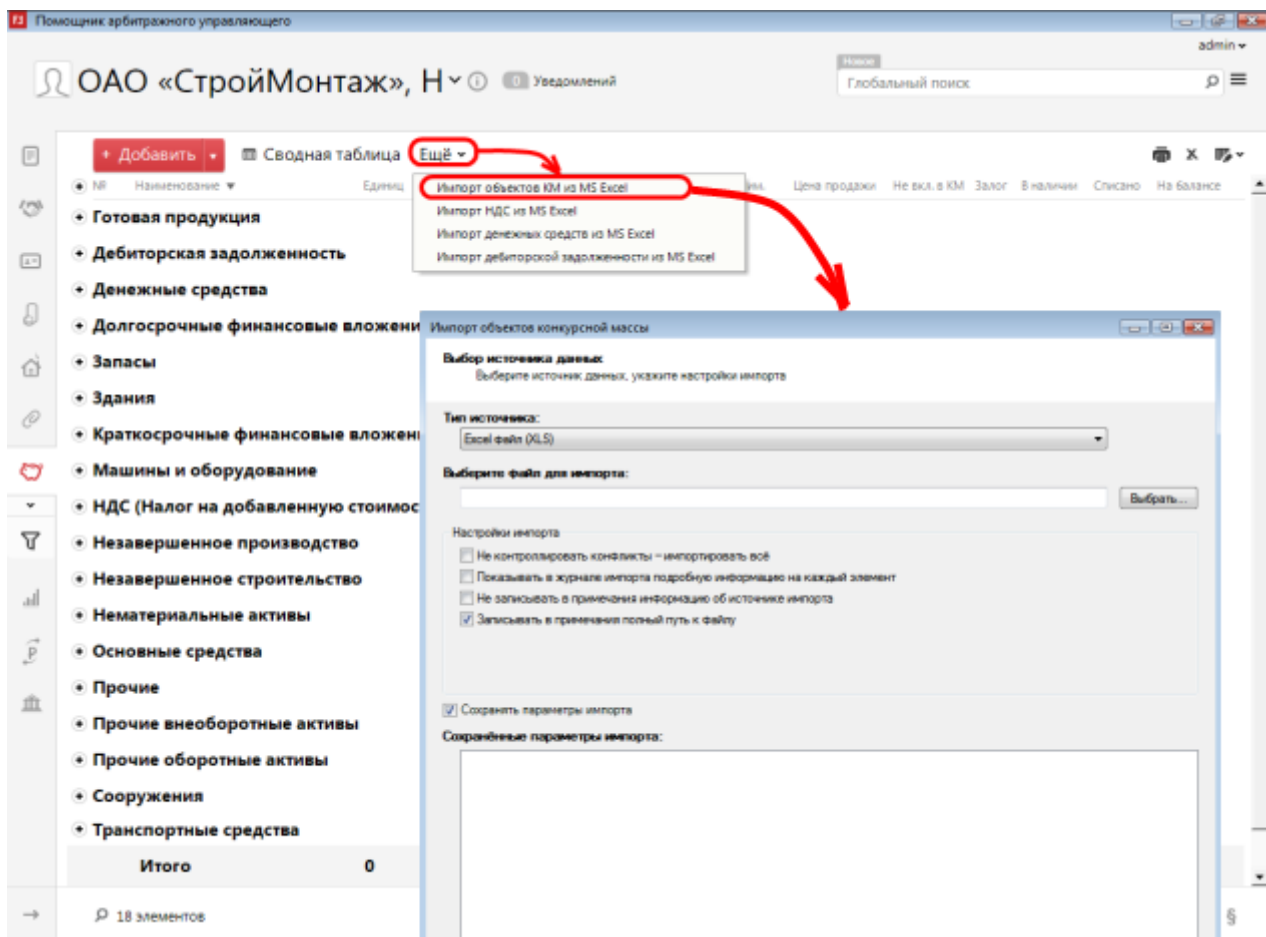 Помощник арбитражного управляющего
admin
ОАО «СтройМонтаж», Н
0 Уведомлений
Новое
Глобальный поиск
+ Добавить
Сводная таблица
Ещё
№ Наименование
Единиц
Цена продажи Не вкл. в КМ Залог В наличии Списано На балансе
Импорт объектов КМ из MS Excel
Импорт НДС из MS Excel
Импорт денежных средств из MS Excel
Импорт дебиторской задолженности из MS Excel
Готовая продукция
Дебиторская задолженность
Денежные средства
Долгосрочные финансовые вложени
Запасы
Здания
Краткосрочные финансовые вложен
Машины и оборудование
НДС (Налог на добавленную стоимос
Незавершенное производство
Незавершенное строительство
Нематериальные активы
Основные средства
Прочие
Прочие внеоборотные активы
Прочие оборотные активы
Сооружения
Транспортные средства
Итого 0
18 элементов
§
Импорт объектов конкурсной массы
Выбор источника данных
Выберите источник данных, укажите настройки импорта
Тип источника:
Excel файл (XLS)
Выберите файл для импорта:
Выбрать...
Настройки импорта
Не контроллировать конфликты – импортировать всё
Показывать в журнале импорта подробную информацию на каждый элемент
Не записывать в примечания информацию об источнике импорта
Записывать в примечания полный путь к файлу
Сохранять параметры импорта
Сохранённые параметры импорта: